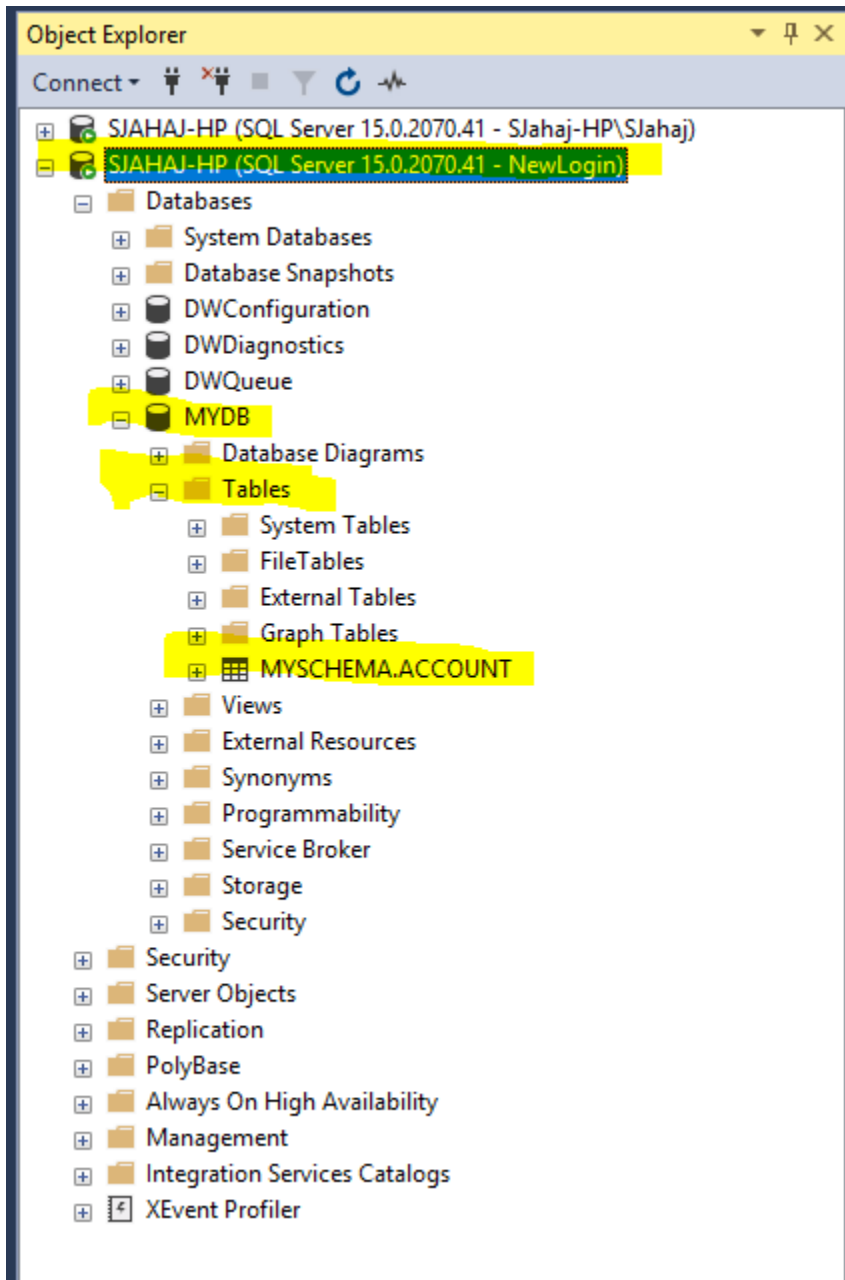 Object Explorer
Connect
SJAHAJ-HP (SQL Server 15.0.2070.41 - SJahaj-HP\SJahaj)
SJAHAJ-HP (SQL Server 15.0.2070.41 - NewLogin)
Databases
System Databases
Database Snapshots
DWConfiguration
DWDiagnostics
DWQueue
MYDB
Database Diagrams
Tables
System Tables
FileTables
External Tables
Graph Tables
MYSCHEMA.ACCOUNT
Views
External Resources
Synonyms
Programmability
Service Broker
Storage
Security
Security
Server Objects
Replication
PolyBase
Always On High Availability
Management
Integration Services Catalogs
XEvent Profiler